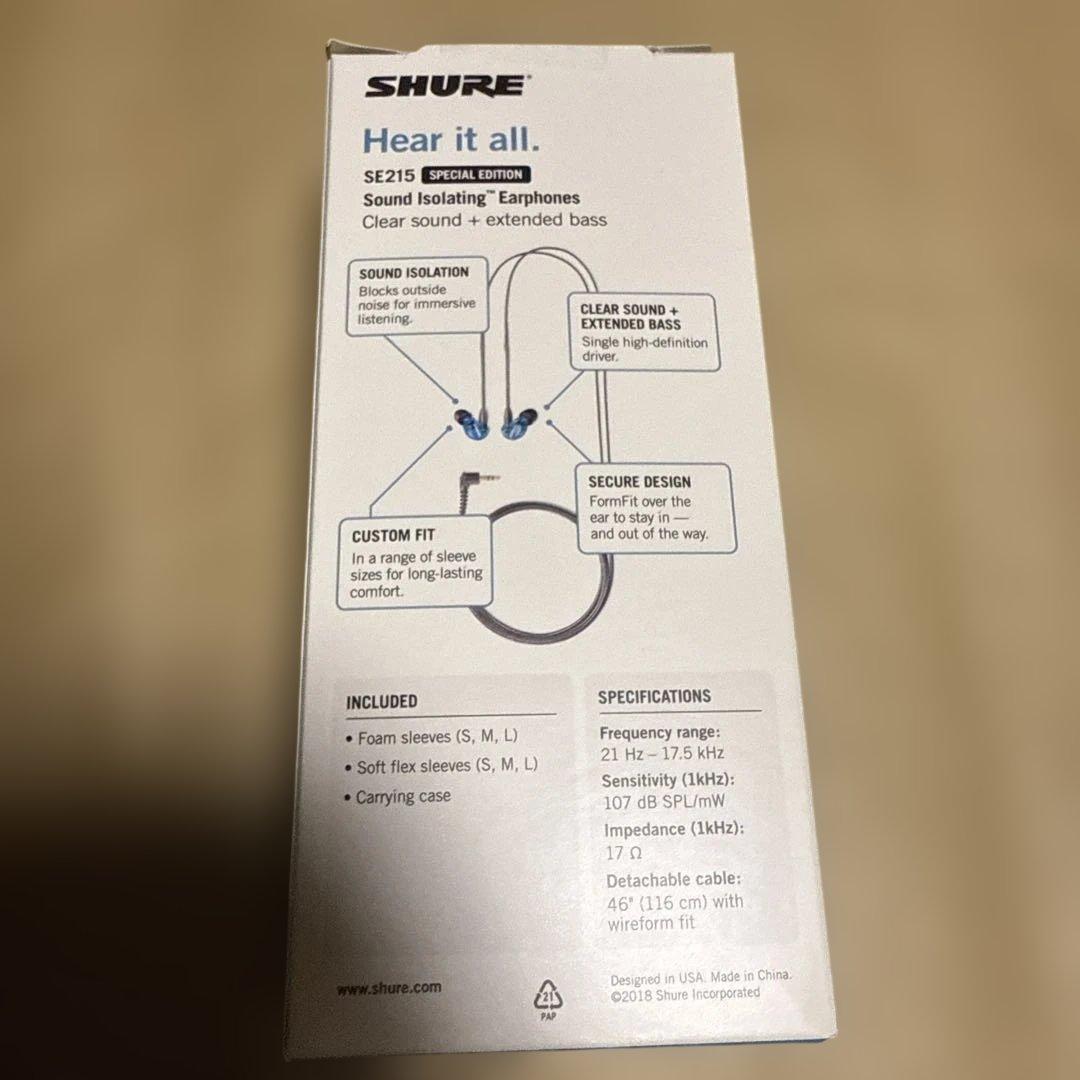 SHURE
Hear it all.
SE215 SPECIAL EDITION
Sound Isolating™ Earphones
Clear sound + extended bass
SOUND ISOLATION
Blocks outside
noise for immersive
listening.
CLEAR SOUND +
EXTENDED BASS
Single high-definition
driver.
CUSTOM FIT
In a range of sleeve
sizes for long-lasting
comfort.
SECURE DESIGN
FormFit over the
ear to stay in —
and out of the way.
INCLUDED
• Foam sleeves (S, M, L)
• Soft flex sleeves (S, M, L)
• Carrying case
SPECIFICATIONS
Frequency range:
21 Hz – 17.5 kHz
Sensitivity (1kHz):
107 dB SPL/mW
Impedance (1kHz):
17 Ω
Detachable cable:
46" (116 cm) with
wireform fit
www.shure.com
21
PAP
Designed in USA. Made in China.
©2018 Shure Incorporated